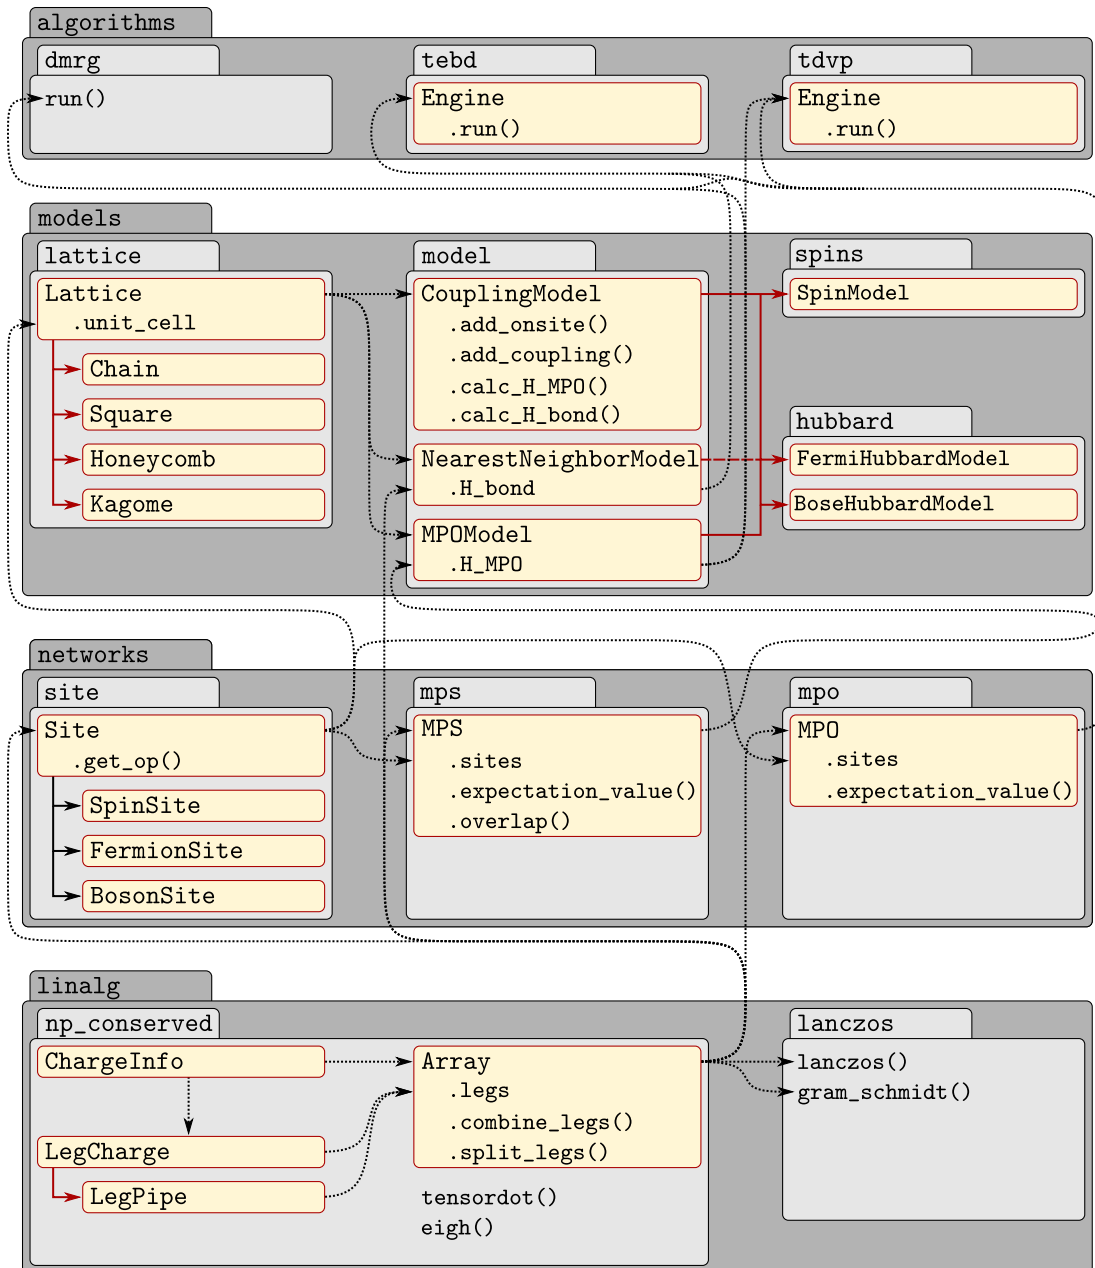 algorithms
dmrg
run()
tebd
Engine
.run()
tdvp
Engine
.run()
models
lattice
Lattice
.unit_cell
Chain
Square
Honeycomb
Kagome
model
CouplingModel
.add_onsite()
.add_coupling()
.calc_H_MPO()
.calc_H_bond()
NearestNeighborModel
.H_bond
MPOModel
.H_MPO
spins
SpinModel
hubbard
FermiHubbardModel
BoseHubbardModel
networks
site
Site
.get_op()
SpinSite
FermionSite
BosonSite
mps
MPS
.sites
.expectation_value()
.overlap()
mpo
MPO
.sites
.expectation_value()
linalg
np_conserved
ChargeInfo
LegCharge
LegPipe
Array
.legs
.combine_legs()
.split_legs()
tensordot()
eigh()
lanczos
lanczos()
gram_schmidt()